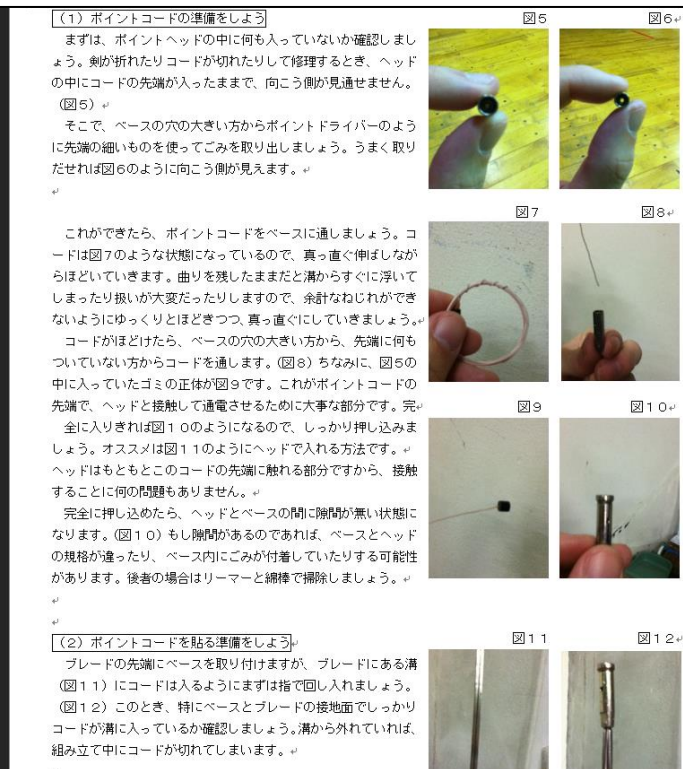 （１）ポイントコードの準備をしよう
まずは、ポイントヘッドの中に何も入っていないか確認しまし
ょう。剣が折れたりコードが切れたりして修理するとき、ヘッド
の中にコードの先端が入ったままで、向こう側が見通せません。
（図５）
そこで、ベースの穴の大きい方からポイントドライバーのよう
に先端の細いものを使ってごみを取り出しましょう。うまく取り
だせれば図６のように向こう側が見えます。
図５
図６
これができたら、ポイントコードをベースに通しましょう。コ
ードは図７のような状態になっているので、真っ直ぐ伸ばしなが
らほどいていきます。曲りを残したままだと溝からすぐに浮いて
しまったり扱いが大変だったりしますので、余計なねじれができ
ないようにゆっくりとほどきつつ、真っ直ぐにしていきましょう。
コードがほどけたら、ベースの穴の大きい方から、先端に何も
ついていない方からコードを通します。（図８）ちなみに、図５の
中に入っていたゴミの正体が図９です。これがポイントコードの
先端で、ヘッドと接触して通電させるために大事な部分です。完
全に入りきれば図１０のようになるので、しっかり押し込みま
しょう。オススメは図１１のようにヘッドで入れる方法です。
ヘッドはもともとこのコードの先端に触れる部分ですから、接触
することに何の問題もありません。
完全に押し込めたら、ヘッドとベースの間に隙間が無い状態に
なります。（図１０）もし隙間があるのであれば、ベースとヘッド
の規格が違ったり、ベース内にごみが付着していたりする可能性
があります。後者の場合はリーマーと綿棒で掃除しましょう。
図７
図８
図９
図１０
（２）ポイントコードを貼る準備をしよう
ブレードの先端にベースを取り付けますが、ブレードにある溝
（図１１）にコードは入るようにまずは指で回し入れましょう。
（図１２）このとき、特にベースとブレードの接地面でしっかり
コードが溝に入っているか確認しましょう。溝から外れていれば、
組み立て中にコードが切れてしまいます。
図１１
図１２